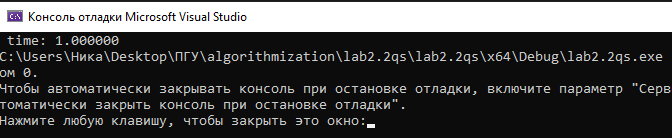 Консоль отладки Microsoft Visual Studio
time: 1.000000
C:\Users\Ника\Desktop\ПГУ\algorithmization\lab2.2qs\lab2.2qs\x64\Debug\lab2.2qs.exe
ом 0.
Чтобы автоматически закрывать консоль при остановке отладки, включите параметр "Серв
томатически закрыть консоль при остановке отладки".
Нажмите любую клавишу, чтобы закрыть это окно: